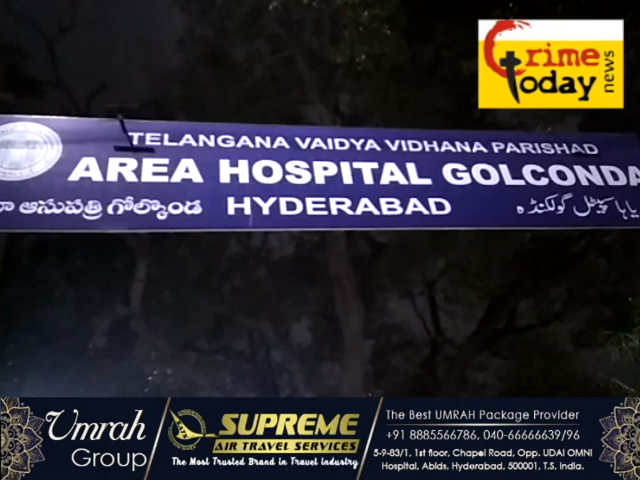 Crime
Today
news
TELANGANA VAIDYA VIDHANA PARISHAD
AREA HOSPITAL GOLCONDA
ఆసుపత్రి గోల్కొండ HYDERABAD گولکنڈہ
Umrah
Group
SUPREME
AIR TRAVEL SERVICES
The Most Trusted Brand in Travel Industry
The Best UMRAH Package Provider
+91 8885566786, 040-66666639/96
5-9-83/1, 1st floor, Chapel Road, Opp. UDAI OMNI
Hospital, Abids, Hyderabad, 500001, T.S, India.